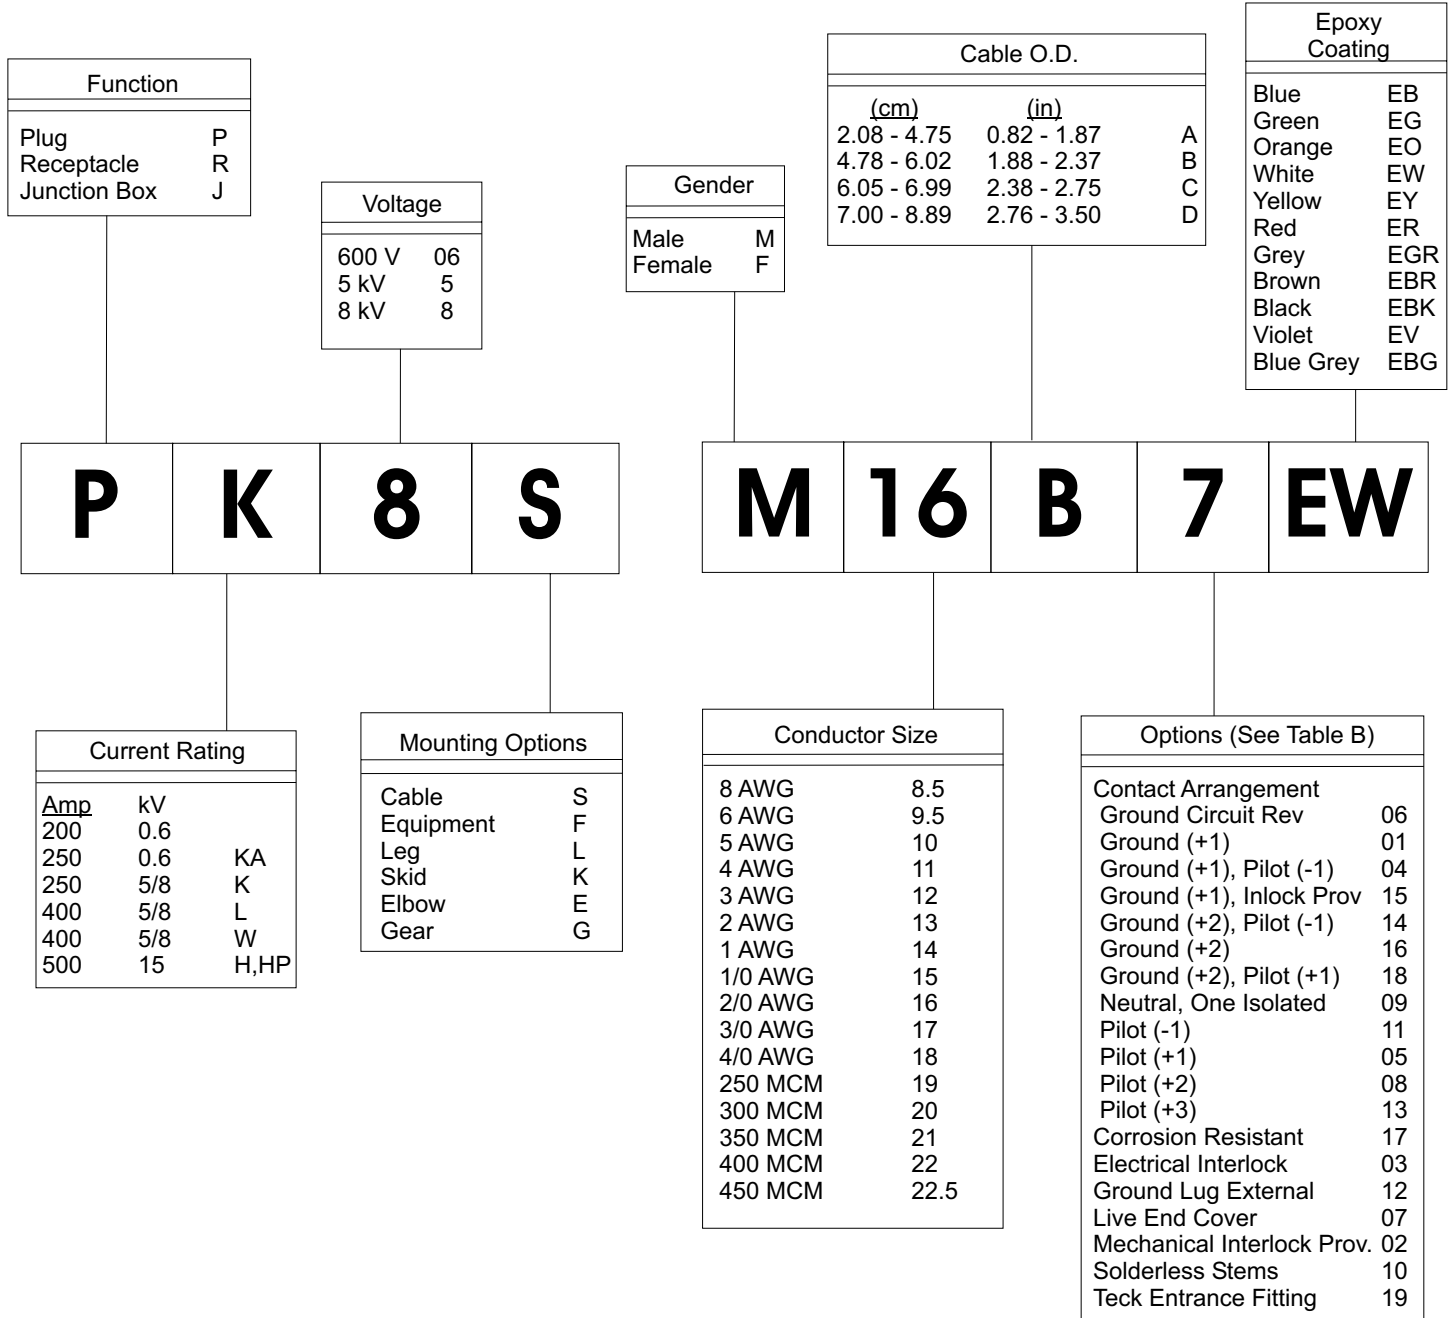 Function
Plug P
Receptacle R
Junction Box J
Voltage
600 V 06
5 kV 5
8 kV 8
Gender
Male M
Female F
Cable O.D.
(cm) (in)
2.08 - 4.75 0.82 - 1.87 A
4.78 - 6.02 1.88 - 2.37 B
6.05 - 6.99 2.38 - 2.75 C
7.00 - 8.89 2.76 - 3.50 D
Epoxy
Coating
Blue EB
Green EG
Orange EO
White EW
Yellow EY
Red ER
Grey EGR
Brown EBR
Black EBK
Violet EV
Blue Grey EBG
P K 8 S M 16 B 7 EW
Current Rating
Amp kV
200 0.6
250 0.6 KA
250 5/8 K
400 5/8 L
400 5/8 W
500 15 H,HP
Mounting Options
Cable S
Equipment F
Leg L
Skid K
Elbow E
Gear G
Conductor Size
8 AWG 8.5
6 AWG 9.5
5 AWG 10
4 AWG 11
3 AWG 12
2 AWG 13
1 AWG 14
1/0 AWG 15
2/0 AWG 16
3/0 AWG 17
4/0 AWG 18
250 MCM 19
300 MCM 20
350 MCM 21
400 MCM 22
450 MCM 22.5
Options (See Table B)
Contact Arrangement
Ground Circuit Rev 06
Ground (+1) 01
Ground (+1), Pilot (-1) 04
Ground (+1), Inlock Prov 15
Ground (+2), Pilot (-1) 14
Ground (+2) 16
Ground (+2), Pilot (+1) 18
Neutral, One Isolated 09
Pilot (-1) 11
Pilot (+1) 05
Pilot (+2) 08
Pilot (+3) 13
Corrosion Resistant 17
Electrical Interlock 03
Ground Lug External 12
Live End Cover 07
Mechanical Interlock Prov. 02
Solderless Stems 10
Teck Entrance Fitting 19